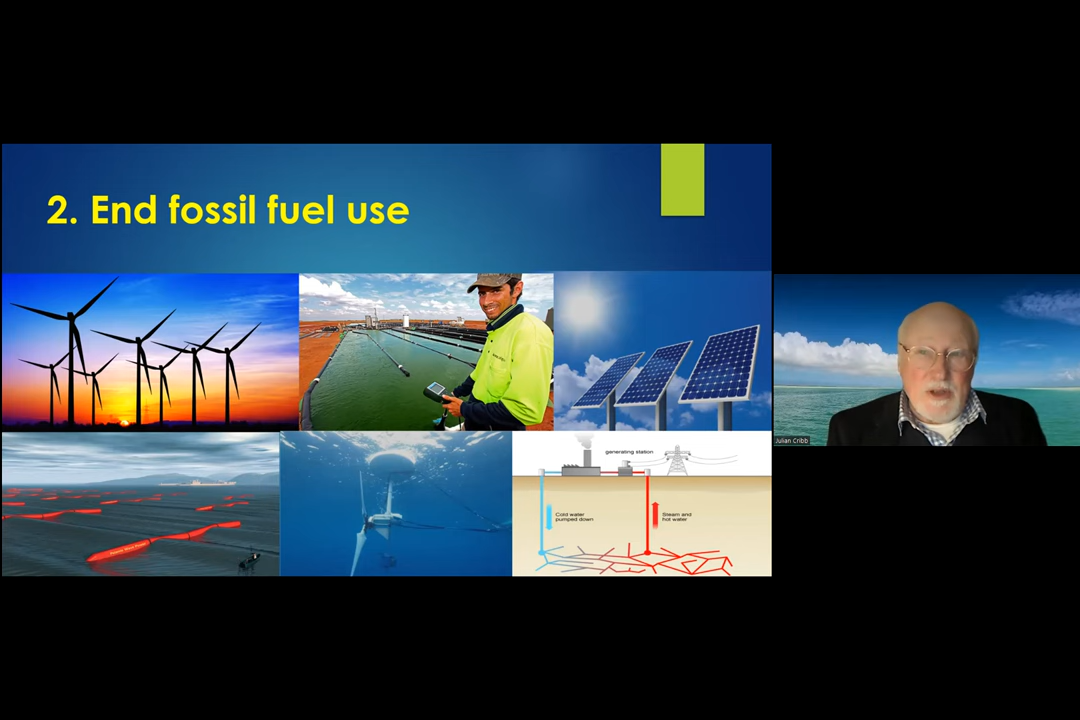 2. End fossil fuel use
generating station
Cold water
pumped down
Steam and
hot water
Julian Cribb